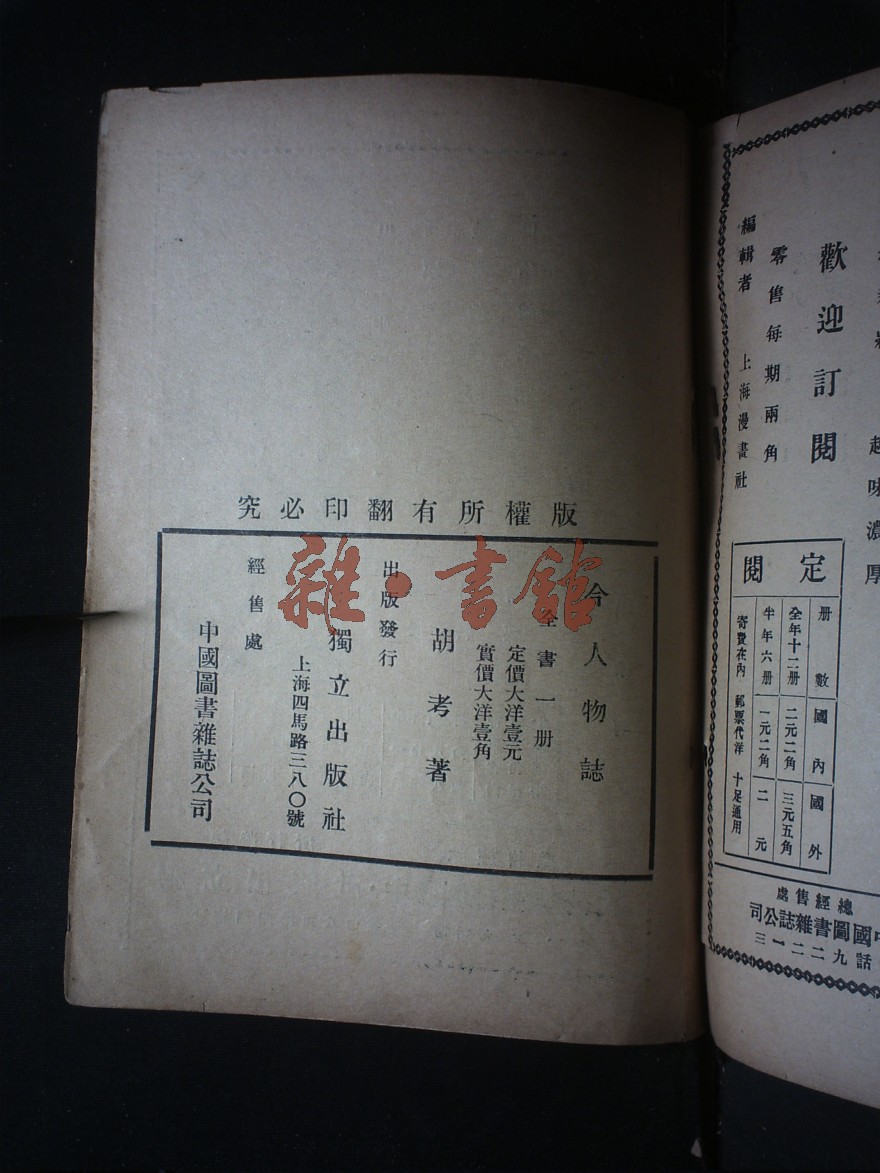 版權所有翻印必究
今人物誌
全書一册
定價大洋壹元
實價大洋壹角
胡考著
出版發行
獨立出版社
上海四馬路三八〇號
經售處
中國圖書雜誌公司
雜·書館
趣味濃厚
歡迎訂閱
零售每期兩角
編輯者 上海漫畫社
定閱
册數 國內 國外
全年十二册 二元二角 三元五角
半年六册 一元二角 二元
寄費在內 郵票代洋 十足通用
總經售處
中國圖書雜誌公司
話九二二一三